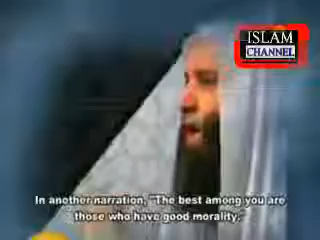 ISLAM
CHANNEL
In another narration, "The best among you are
those who have good morality."